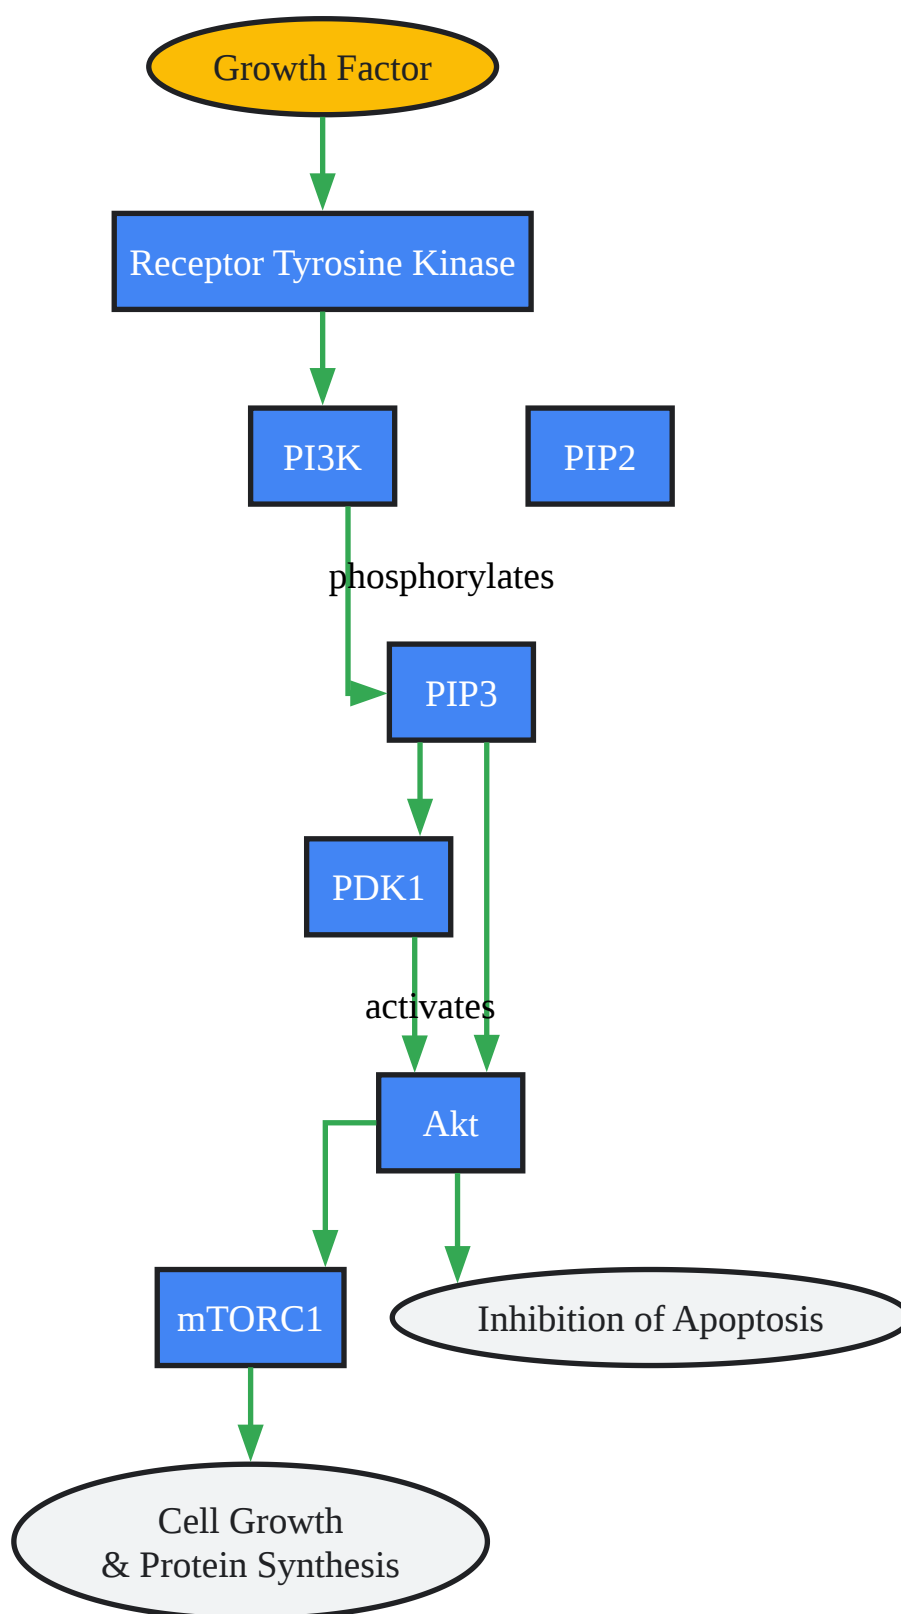 Growth Factor
Receptor Tyrosine Kinase
PI3K
PIP2
phosphorylates
PIP3
PDK1
activates
Akt
mTORC1
Inhibition of Apoptosis
Cell Growth
& Protein Synthesis